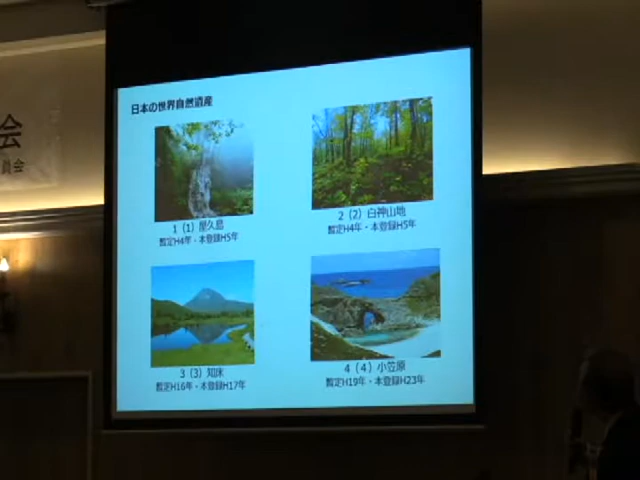 日本の世界自然遺産
会
員会
1（1）屋久島
暫定H4年・本登録H5年
2（2）白神山地
暫定H4年・本登録H5年
3（3）知床
暫定H16年・本登録H17年
4（4）小笠原
暫定H19年・本登録H23年